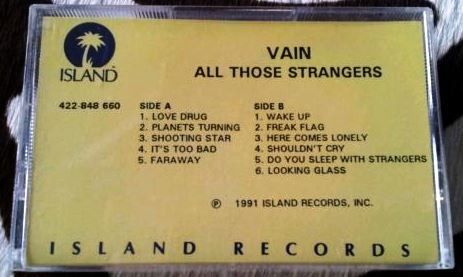 ISLAND
VAIN
ALL THOSE STRANGERS
422-848 660
SIDE A
1. LOVE DRUG
2. PLANETS TURNING
3. SHOOTING STAR
4. IT'S TOO BAD
5. FARAWAY
SIDE B
1. WAKE UP
2. FREAK FLAG
3. HERE COMES LONELY
4. SHOULDN'T CRY
5. DO YOU SLEEP WITH STRANGERS
6. LOOKING GLASS
℗ 1991 ISLAND RECORDS, INC.
ISLAND RECORDS